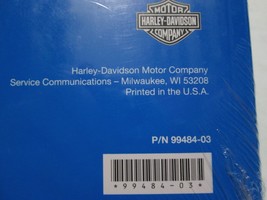 MOTOR
HARLEY-DAVIDSON
COMPANY
Harley-Davidson Motor Company
Service Communications – Milwaukee, WI 53208
Printed in the U.S.A.
P/N 99484-03
*99484-03*